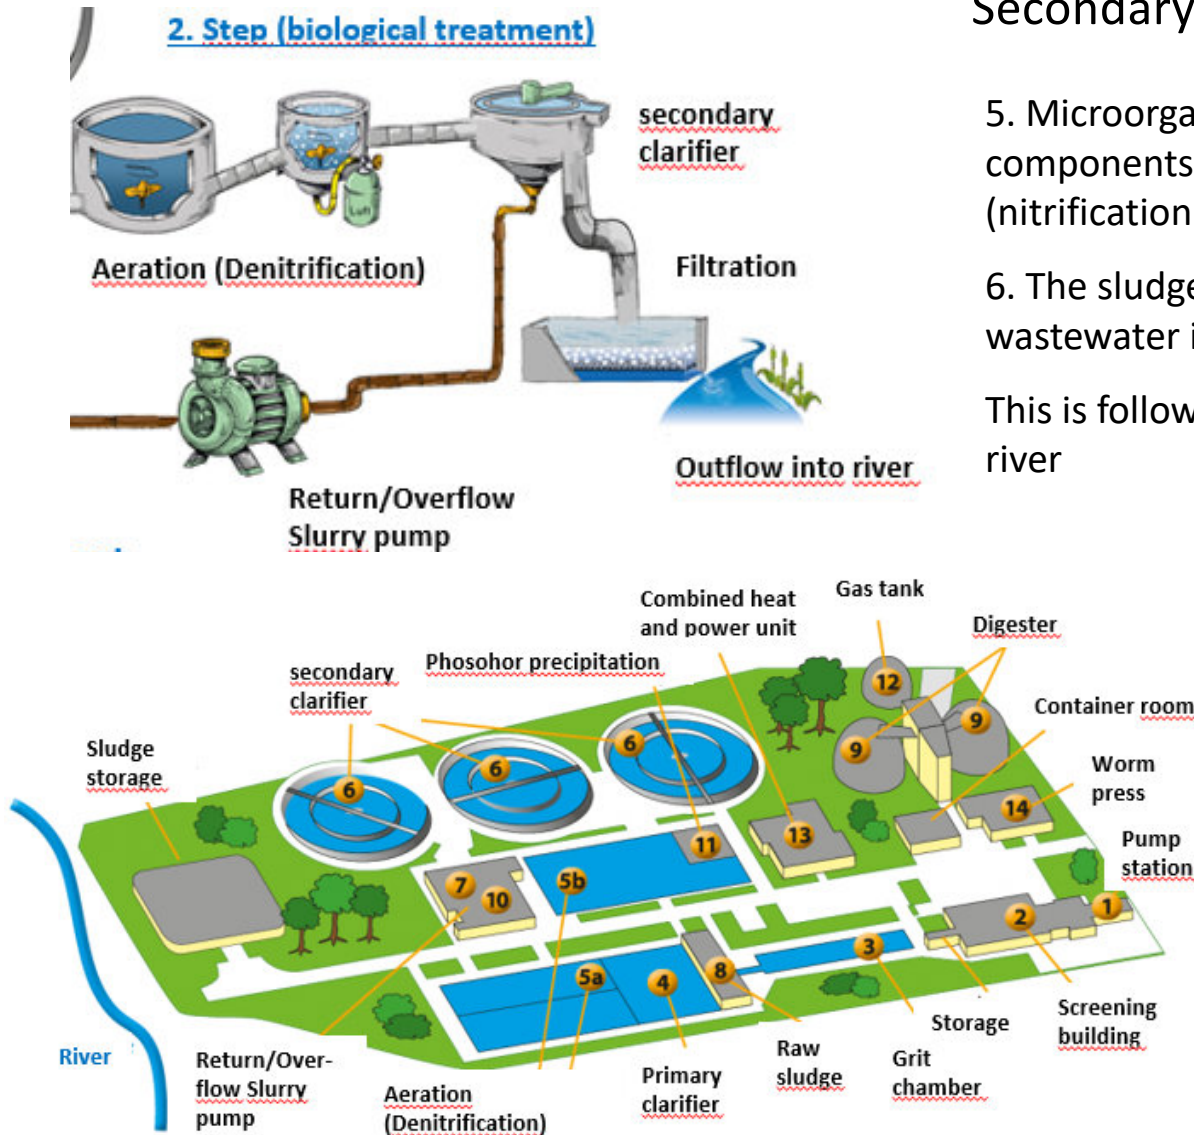 Secondary
2. Step (biological treatment)
secondary
clarifier
Luft
Aeration (Denitrification)
Filtration
Return/Overflow
Slurry pump
Outflow into river
5. Microorga
components
(nitrification
6. The sludge
wastewater i
This is follow
river
Gas tank
Combined heat
and power unit
Digester
Phosohor precipitation
secondary
clarifier
Container room
Sludge
storage
Worm
press
Pump
station
12
9
9
6
6
6
14
13
11
7
10
5b
1
2
3
5a
4
8
River
Return/Over-
flow Slurry
pump
Aeration
(Denitrification)
Primary
clarifier
Raw
sludge
Storage
Grit
chamber
Screening
building